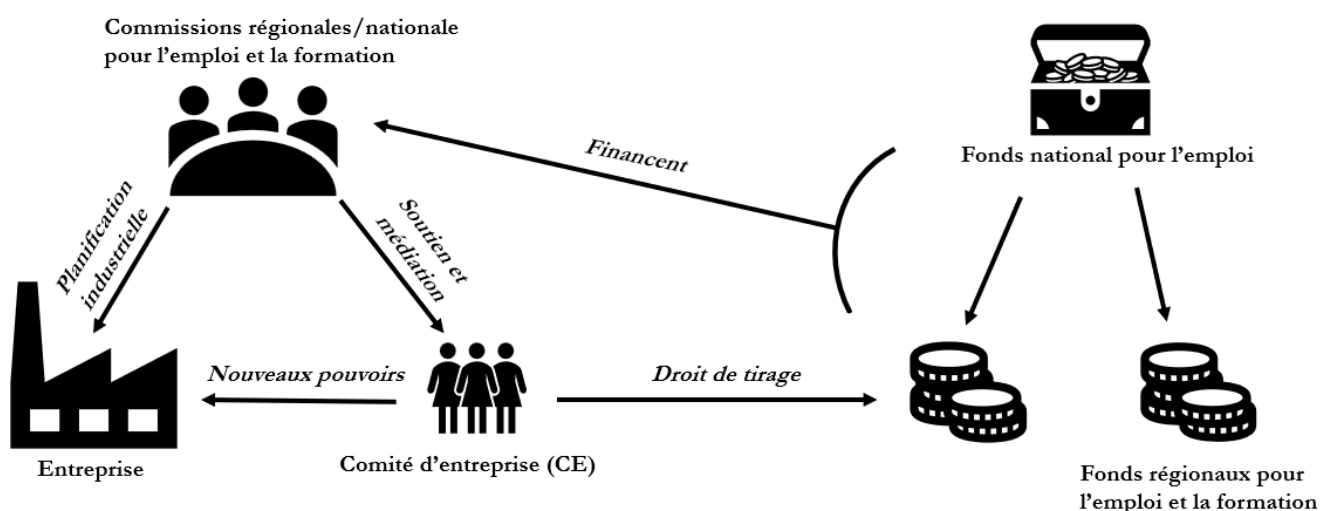 Commissions régionales/nationale
pour l'emploi et la formation
Financent
Fonds national pour l'emploi
Planification
industrielle
Soutien et
médiation
Nouveaux pouvoirs
Droit de tirage
Entreprise
Comité d'entreprise (CE)
Fonds régionaux pour
l'emploi et la formation